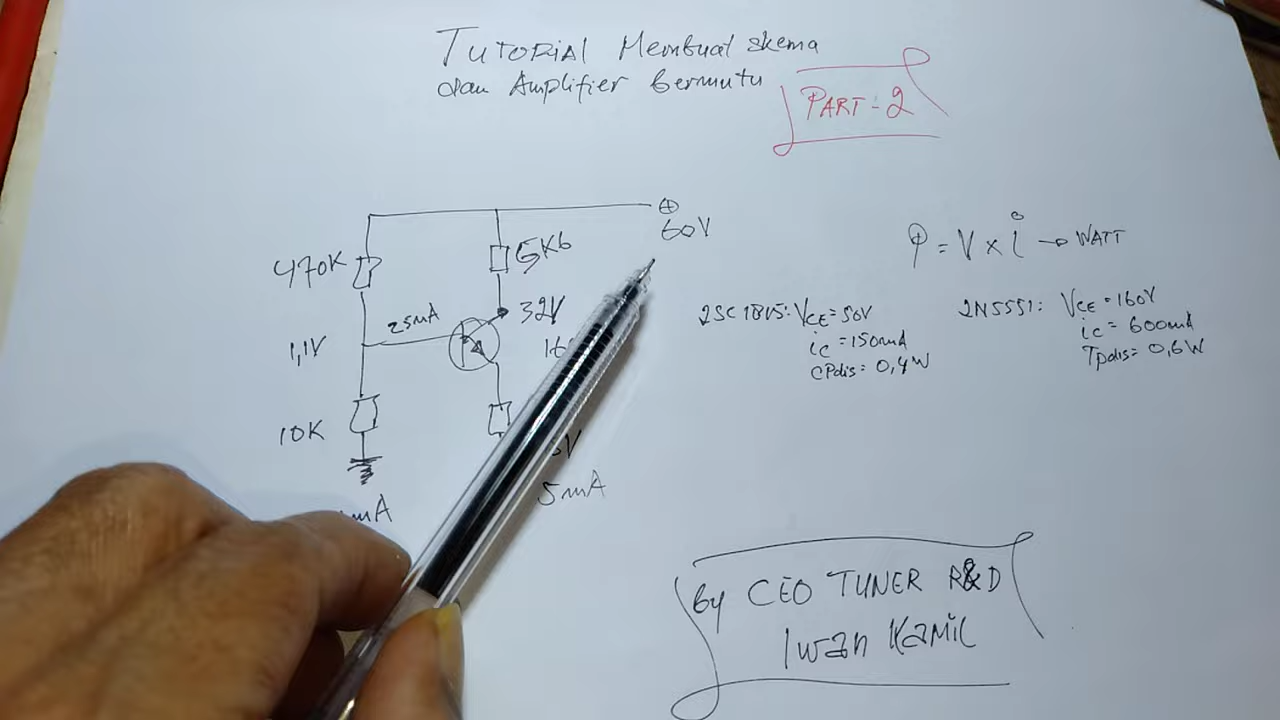 TUTORIAL Membuat skema
dan Amplifier bermutu
PART-2
60V
470K
5K6
P = V x i → WATT
25mA
32V
2SC1815: VCE = 50V
ic = 150mA
CPdis = 0,4W
2N5551: VCE = 160V
ic = 600mA
Tpdis = 0,6W
1,1V
10K
5mA
mA
by CEO TUNER R&D
Iwan Kamil